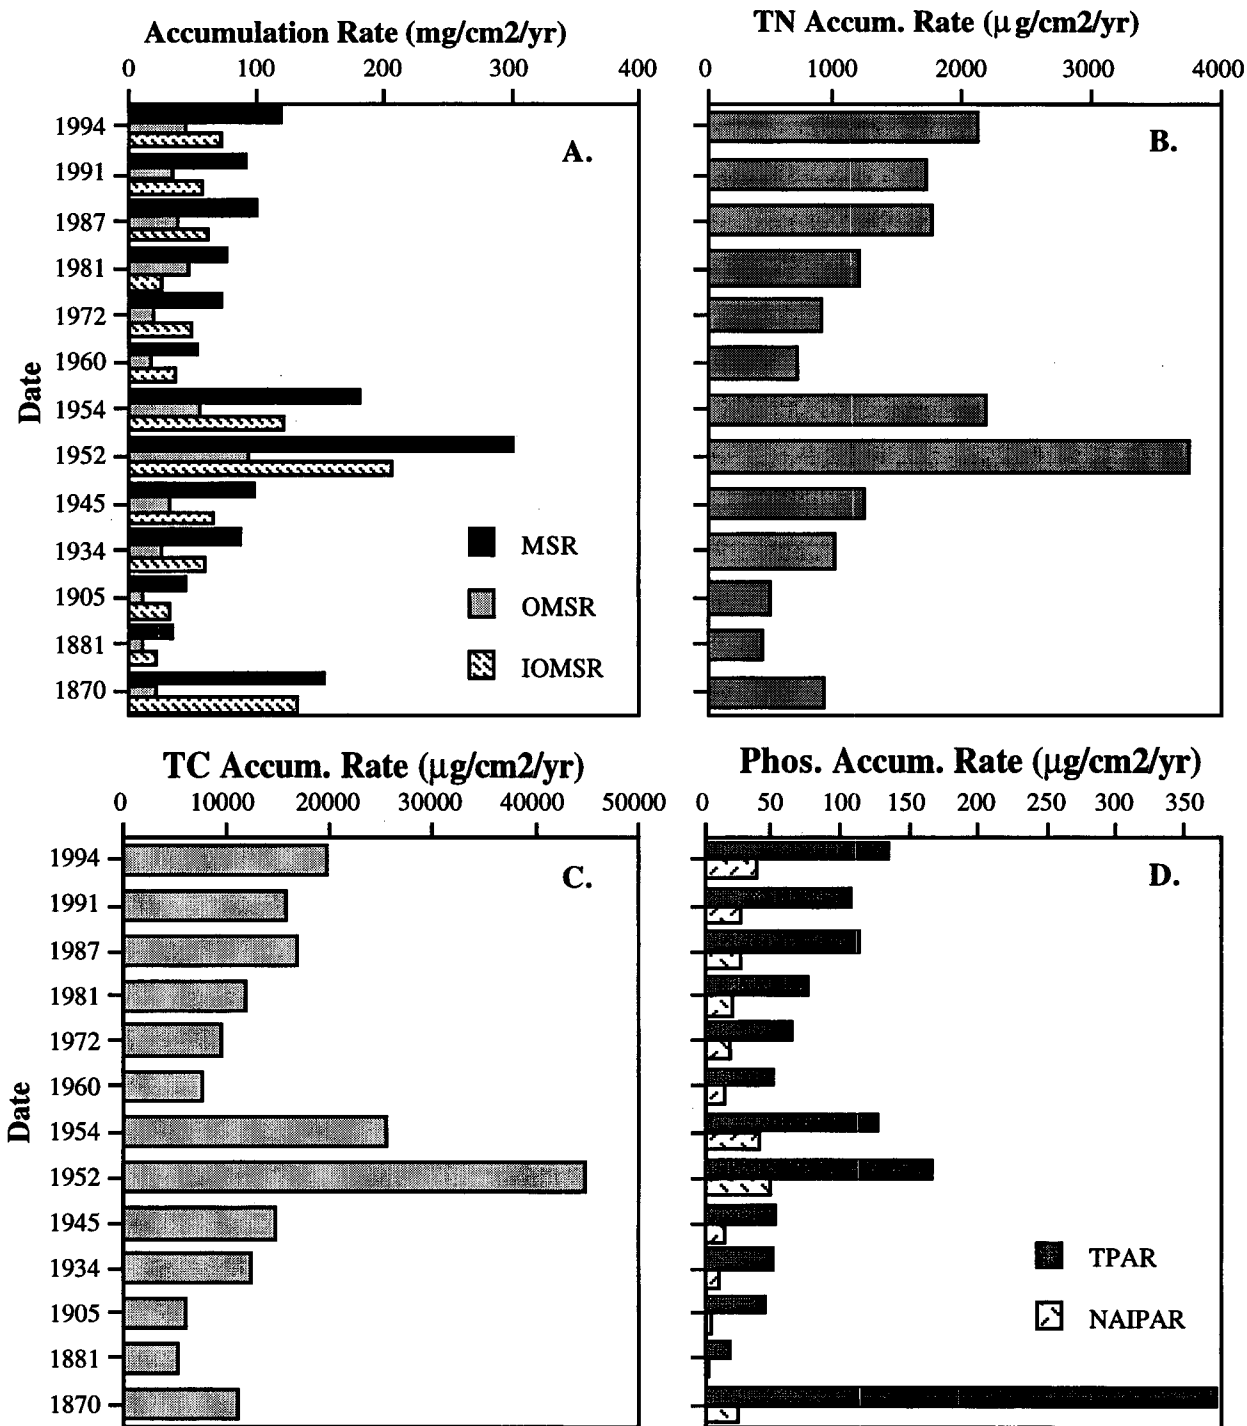 Accumulation Rate (mg/cm2/yr)
0 100 200 300 400
Date
1994
1991
1987
1981
1972
1960
1954
1952
1945
1934
1905
1881
1870
A.
MSR
OMSR
IOMSR
TN Accum. Rate (μg/cm2/yr)
0 1000 2000 3000 4000
B.
TC Accum. Rate (μg/cm2/yr)
0 10000 20000 30000 40000 50000
Date
1994
1991
1987
1981
1972
1960
1954
1952
1945
1934
1905
1881
1870
C.
Phos. Accum. Rate (μg/cm2/yr)
0 50 100 150 200 250 300 350
D.
TPAR
NAIPAR